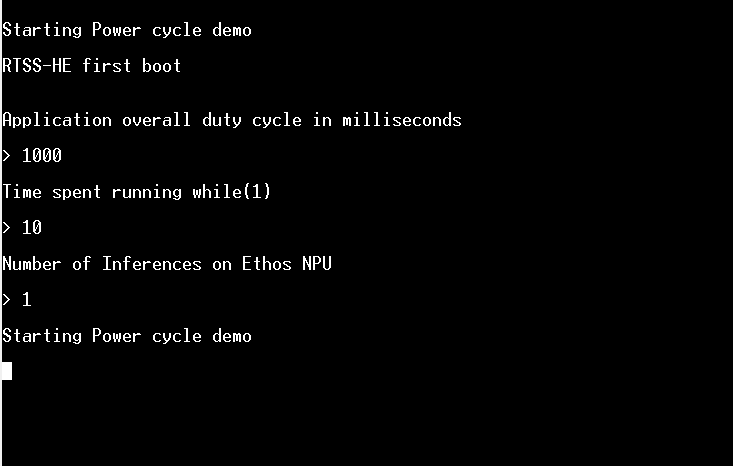 Starting Power cycle demo
RTSS-HE first boot
Application overall duty cycle in milliseconds
> 1000
Time spent running while(1)
> 10
Number of Inferences on Ethos NPU
> 1
Starting Power cycle demo